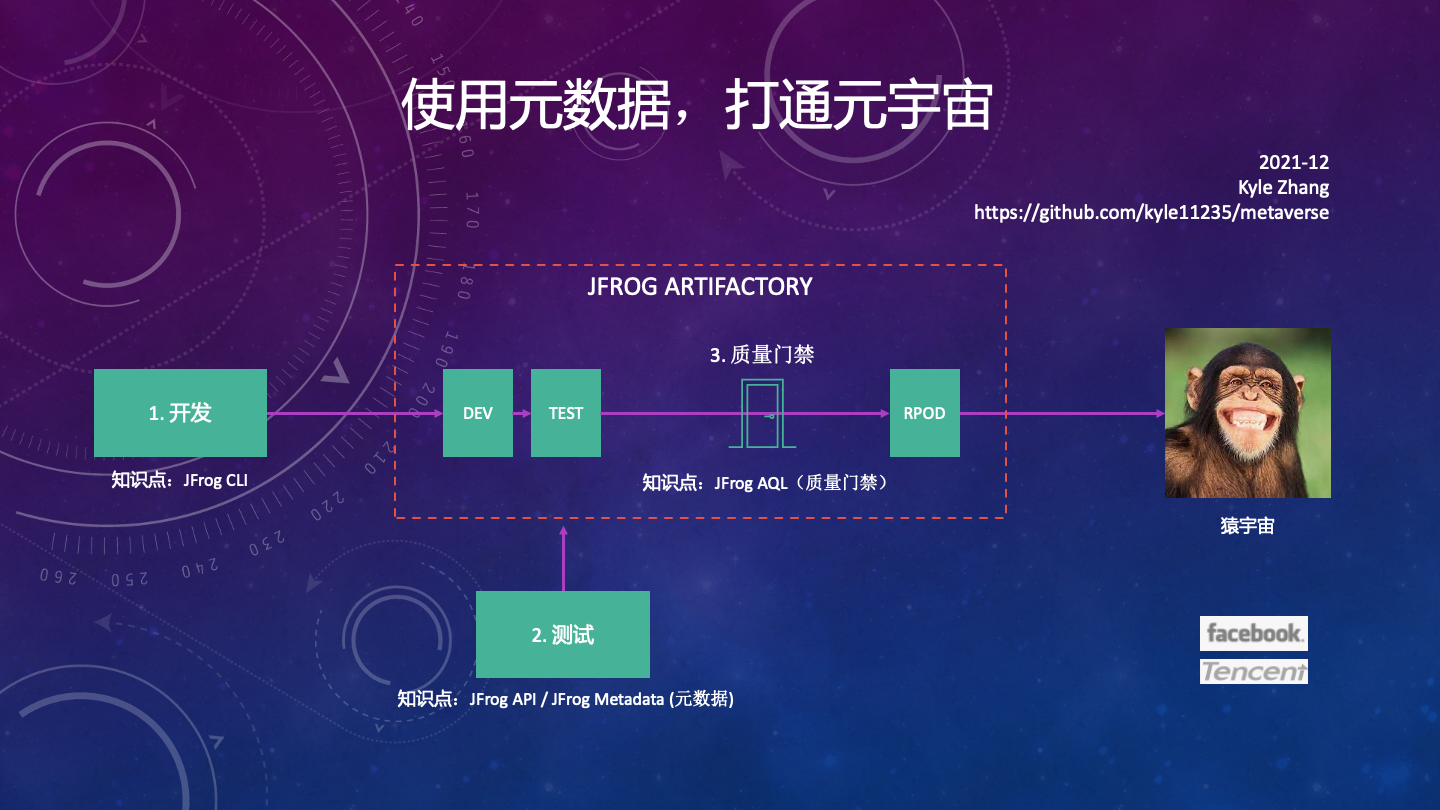 使用元数据，打通元宇宙
2021-12
Kyle Zhang
https://github.com/kyle11235/metaverse
JFROG ARTIFACTORY
3. 质量门禁
1. 开发
DEV
TEST
RPOD
知识点：JFrog CLI
知识点：JFrog AQL（质量门禁）
猿宇宙
2. 测试
知识点：JFrog API / JFrog Metadata (元数据)
facebook.
Tencent
140
150
160
170
180
190
200
210
220
230
240
250
260